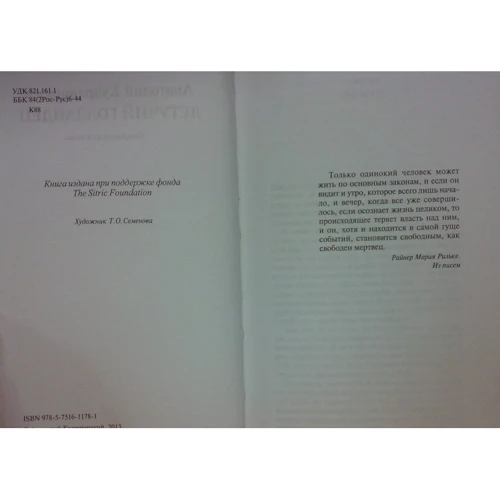 УДК 821.161.1
ББК 84(2Рос-Рус)6-44
К88
Книга издана при поддержке фонда
The Sitric Foundation
Художник Т. О. Семенова
ISBN 978-5-7516-1178-1
Только одинокий человек может
жить по основным законам, и если он
видит и утро, которое всего лишь нача-
ло, и вечер, когда все уже соверши-
лось, если осознает жизнь целиком, то
происходящее теряет власть над ним,
и он, хотя и находится в самой гуще
событий, становится свободным, как
свободен мертвец.
Райнер Мария Рильке.
Из писем